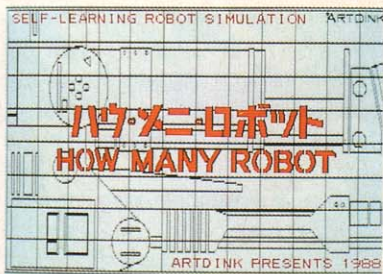 SELF-LEARNING ROBOT SIMULATION ARTDINK
ハウ・メニ・ロボット
HOW MANY ROBOT
ARTDINK PRESENTS 1988